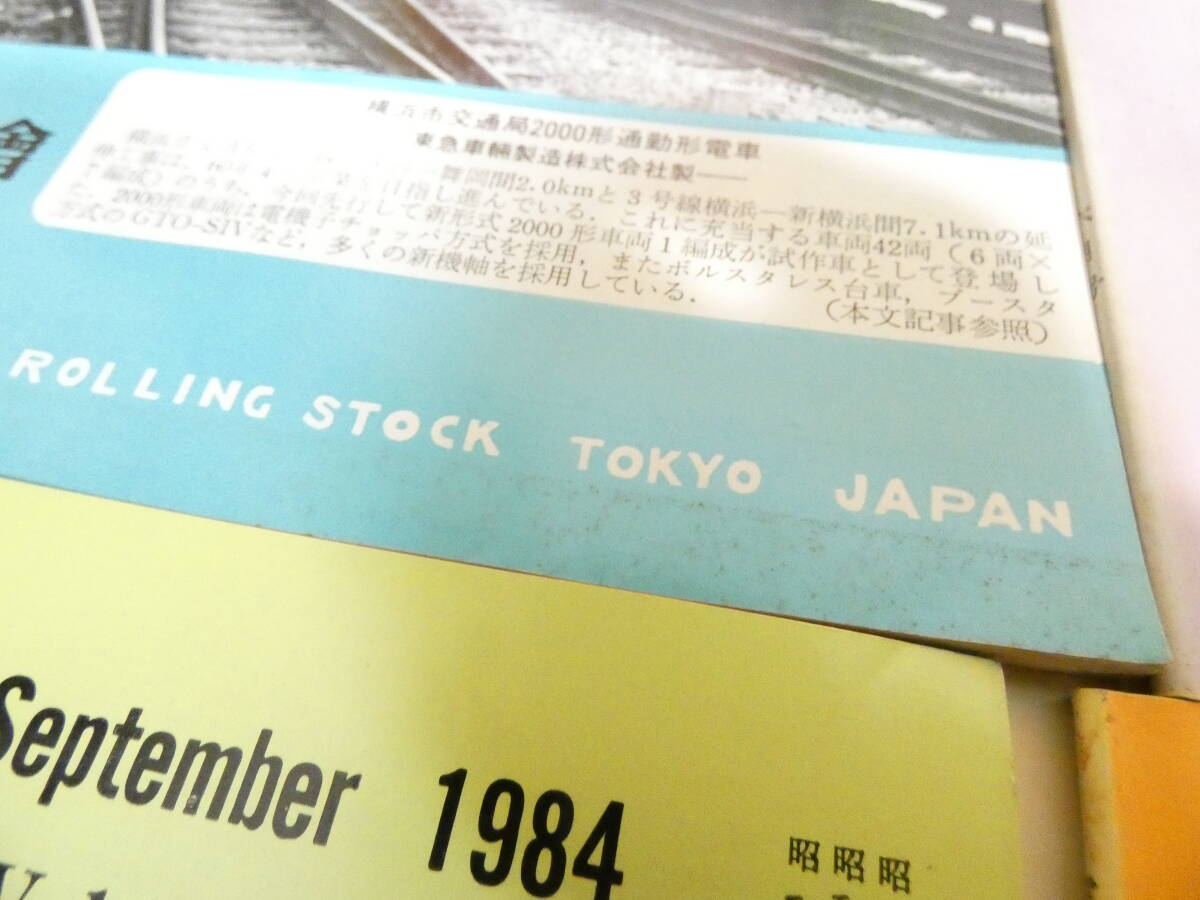 横浜市交通局2000形通勤形電車
東急車輛製造株式会社製——
舞岡間2.0kmと3号線横浜—新横浜間7.1kmの延
目指し進んでいる．これに充当する車両42両（6両×
7編成）のうち，今回先行して新形式2000形車両1編成が試作車として登場し
た．2000形車両は電機子チョッパ方式を採用，またボルスタレス台車，ブースタ
方式のGTO-SIVなど，多くの新機軸を採用している．
（本文記事参照）
ROLLING STOCK TOKYO JAPAN
September 1984
昭昭昭